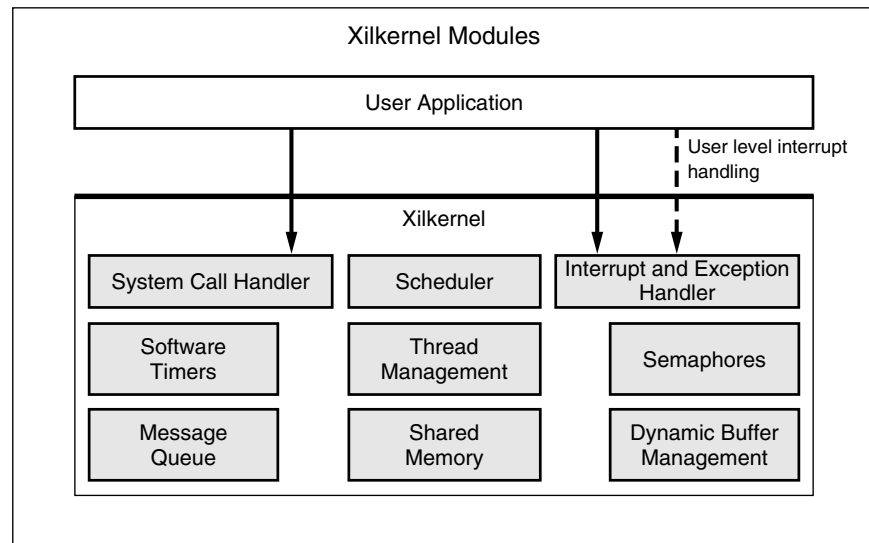 Xilkernel Modules
User Application
User level interrupt
handling
Xilkernel
System Call Handler
Scheduler
Interrupt and Exception
Handler
Software
Timers
Thread
Management
Semaphores
Message
Queue
Shared
Memory
Dynamic Buffer
Management